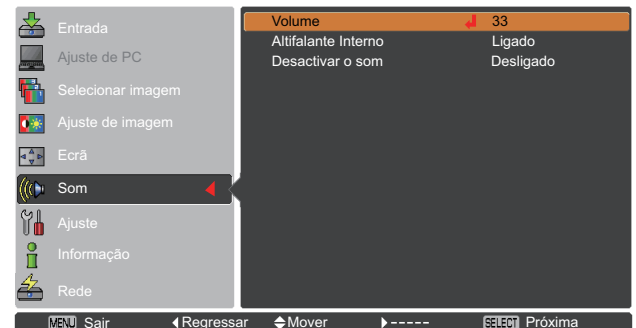 Entrada
Ajuste de PC
Selecionar imagem
Ajuste de imagem
Ecrã
Som
Ajuste
Informação
Rede
Volume 33
Altifalante Interno Ligado
Desactivar o som Desligado
MENU Sair Regressar Mover ----- SELECT Próxima